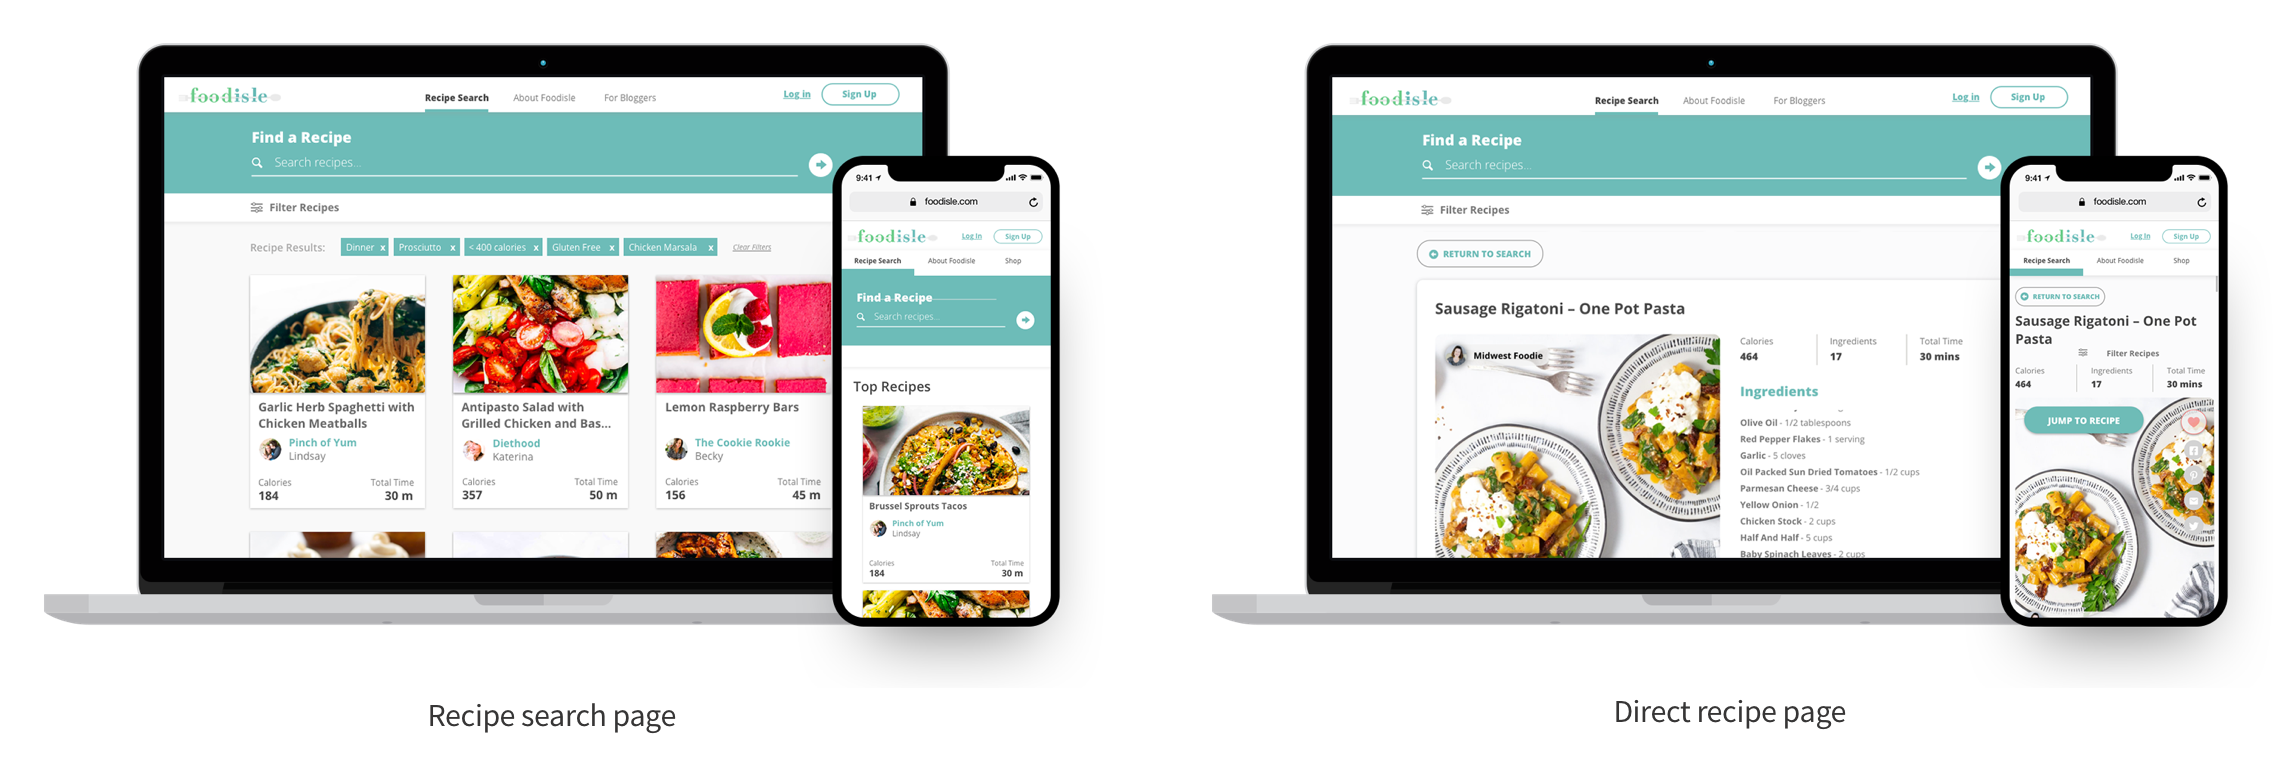 foodisle
Recipe Search
About Foodisle
For Bloggers
Log in
Sign Up
Find a Recipe
Search recipes...
Filter Recipes
Recipe Results:
Dinner x
Prosciutto x
< 400 calories x
Gluten Free x
Chicken Marsala x
Clear Filters
Garlic Herb Spaghetti with
Chicken Meatballs
Pinch of Yum
Lindsay
Calories
Total Time
184
30 m
Antipasto Salad with
Grilled Chicken and Bas...
Diethood
Katerina
Calories
Total Time
357
50 m
Lemon Raspberry Bars
The Cookie Rookie
Becky
Calories
Total Time
156
45 m
9:41
foodisle.com
foodisle
Log In
Sign Up
Recipe Search
About Foodisle
Shop
Find a Recipe
Search recipes...
Top Recipes
Brussel Sprouts Tacos
Pinch of Yum
Lindsay
Calories
Total Time
184
30 m
Recipe search page
foodisle
Recipe Search
About Foodisle
For Bloggers
Log in
Sign Up
Find a Recipe
Search recipes...
Filter Recipes
RETURN TO SEARCH
Sausage Rigatoni – One Pot Pasta
Midwest Foodie
Calories
Ingredients
Total Time
464
17
30 mins
Ingredients
Olive Oil - 1/2 tablespoons
Red Pepper Flakes - 1 serving
Garlic - 5 cloves
Oil Packed Sun Dried Tomatoes - 1/2 cups
Parmesan Cheese - 3/4 cups
Yellow Onion - 1/2
Chicken Stock - 2 cups
Half And Half - 5 cups
Baby Spinach Leaves - 2 cups
9:41
foodisle.com
foodisle
Log In
Sign Up
Recipe Search
About Foodisle
Shop
RETURN TO SEARCH
Sausage Rigatoni – One Pot
Pasta
Filter Recipes
Calories
Ingredients
Total Time
464
17
30 mins
JUMP TO RECIPE
Direct recipe page